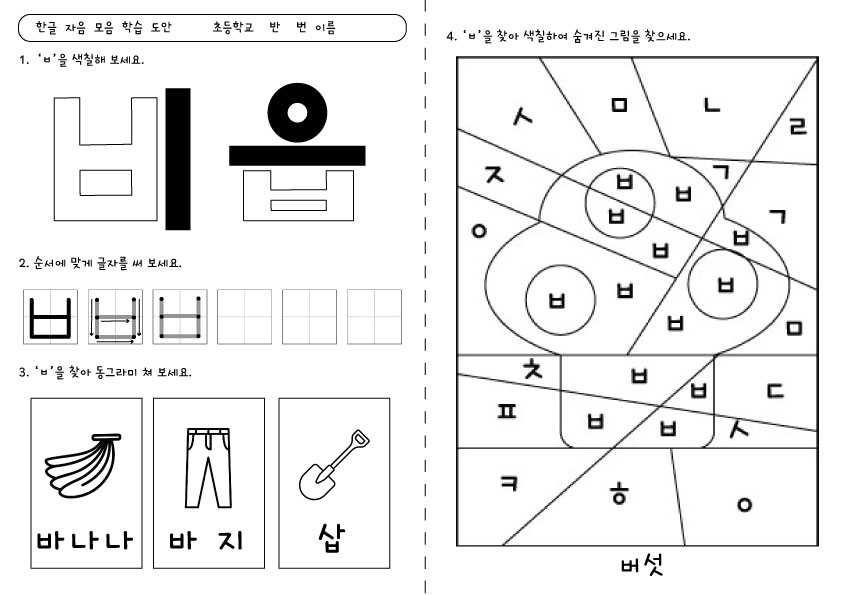 한글 자음 모음 학습 도안 초등학교 반 번 이름
1. 'ㅂ'을 색칠해 보세요.
비 읍
2. 순서에 맞게 글자를 써 보세요.
ㅂ ㅂ ㅂ
3. 'ㅂ'을 찾아 동그라미 쳐 보세요.
바나나
바 지
삽
4. 'ㅂ'을 찾아 색칠하여 숨겨진 그림을 찾으세요.
ㅅ ㅁ ㄴ ㄹ
ㅈ ㅂ ㅂ ㄱ
ㅂ ㄱ
ㅇ ㅂ ㅂ
ㅂ ㅂ ㅂ
ㅂ ㅁ
ㅊ ㅂ ㅂ ㄷ
ㅍ ㅂ ㅂ ㅅ
ㅋ ㅎ ㅇ
버섯